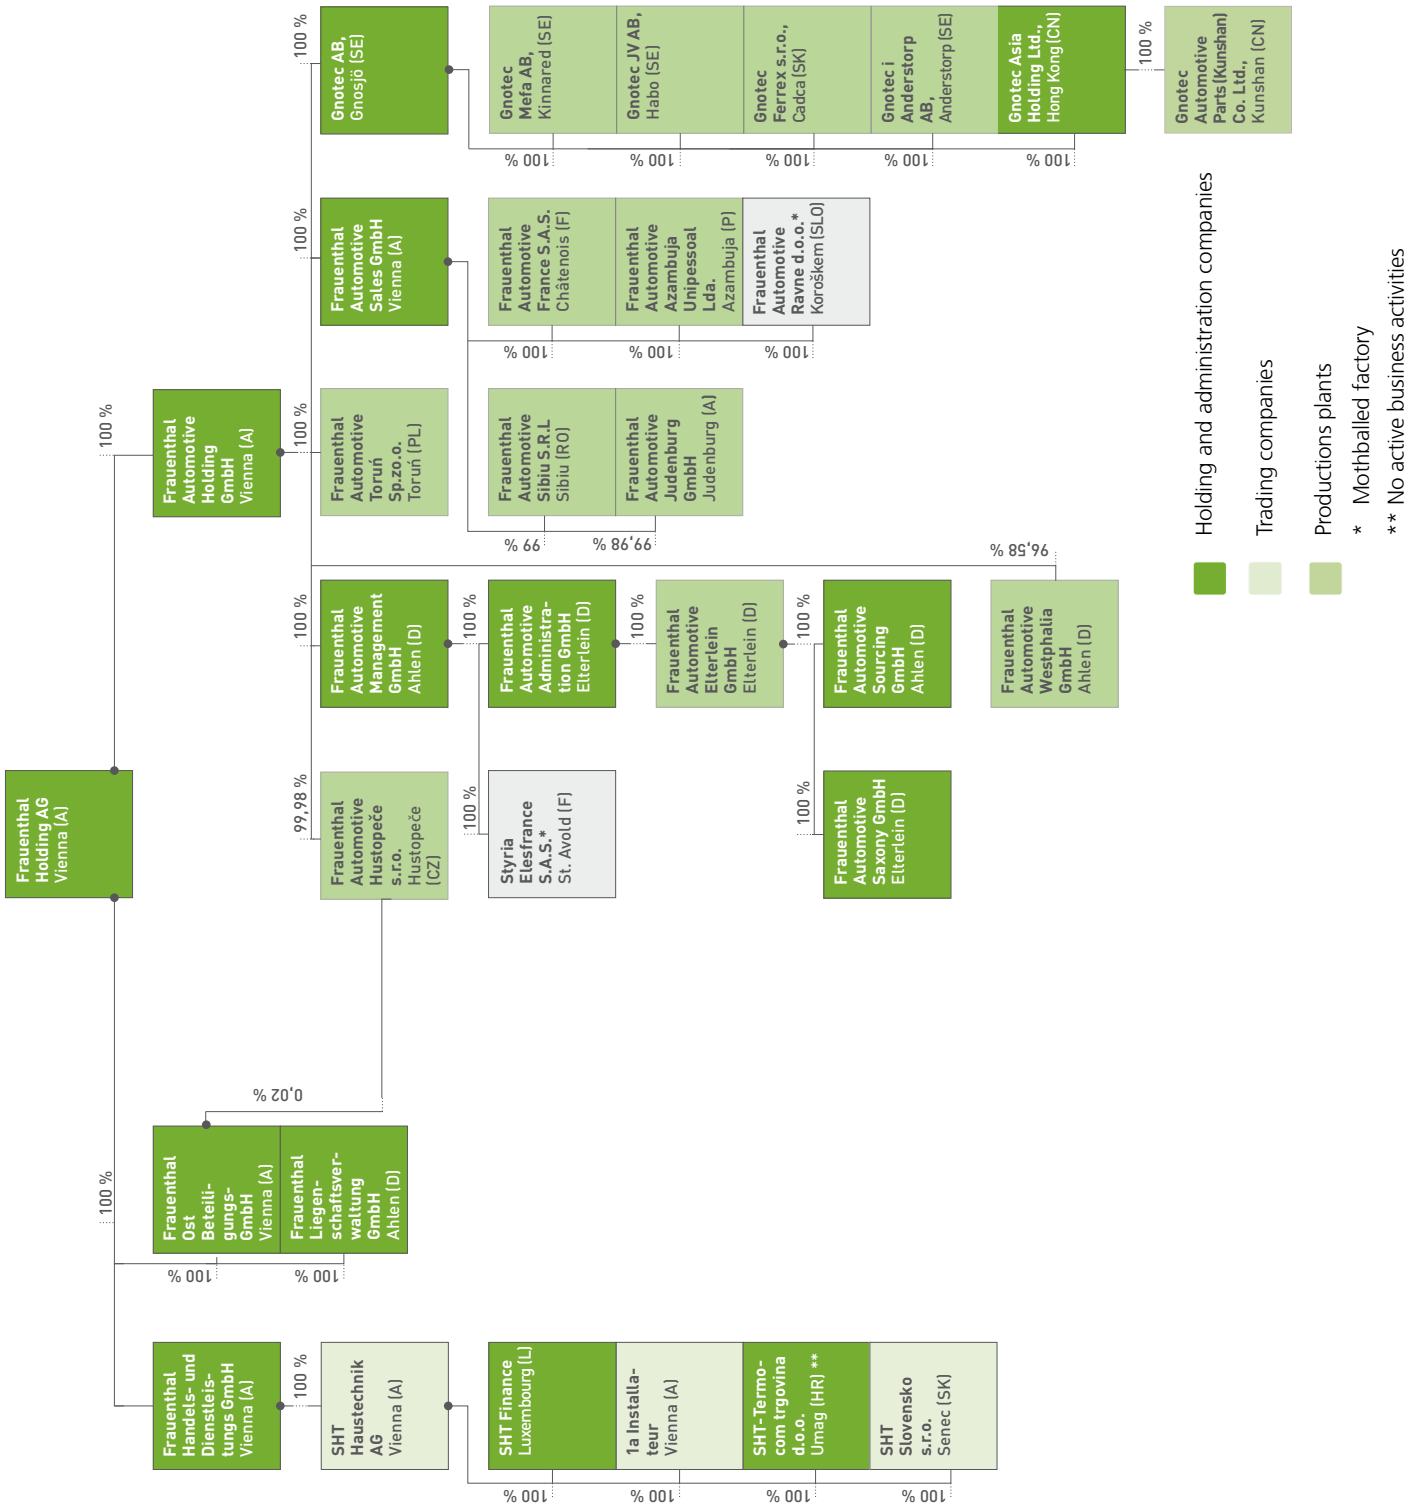 Frauenthal
Holding AG
Vienna (A)
100 %
100 %
Frauenthal
Handels- und
Dienstleis-
tungs GmbH
Vienna (A)
100 %
SHT
Haustechnik
AG
Vienna (A)
SHT Finance
Luxembourg (L)
100 %
1a Installa-
teur
Vienna (A)
100 %
SHT-Termo-
com trgovina
d.o.o.
Umag (HR) **
100 %
SHT
Slovensko
s.r.o.
Senec (SK)
100 %
Frauenthal
Ost
Beteili-
gungs-
GmbH
Vienna (A)
100 %
Frauenthal
Liegen-
schaftsver-
waltung
GmbH
Ahlen (D)
100 %
0,02 %
Frauenthal
Automotive
Holding
GmbH
Vienna (A)
99,98 %
Frauenthal
Automotive
Hustopeče
s.r.o.
Hustopeče
(CZ)
100 %
Frauenthal
Automotive
Management
GmbH
Ahlen (D)
100 %
Styria
Elesfrance
S.A.S.*
St. Avold (F)
100 %
Frauenthal
Automotive
Administra-
tion GmbH
Elterlein (D)
100 %
Frauenthal
Automotive
Elterlein
GmbH
Elterlein (D)
100 %
Frauenthal
Automotive
Saxony GmbH
Elterlein (D)
100 %
Frauenthal
Automotive
Sourcing
GmbH
Ahlen (D)
96,58 %
Frauenthal
Automotive
Westphalia
GmbH
Ahlen (D)
100 %
Frauenthal
Automotive
Toruń
Sp.zo.o.
Toruń (PL)
100 %
Frauenthal
Automotive
Sales GmbH
Vienna (A)
Frauenthal
Automotive
Sibiu S.R.L
Sibiu (RO)
99 %
Frauenthal
Automotive
Judenburg
GmbH
Judenburg (A)
99,98 %
Frauenthal
Automotive
France S.A.S.
Châtenois (F)
100 %
Frauenthal
Automotive
Azambuja
Unipessoal
Lda.
Azambuja (P)
100 %
Frauenthal
Automotive
Ravne d.o.o.*
Koroškem (SLO)
100 %
100 %
Gnotec AB,
Gnosjö (SE)
Gnotec
Mefa AB,
Kinnared (SE)
100 %
Gnotec JV AB,
Habo (SE)
100 %
Gnotec
Ferrex s.r.o.,
Cadca (SK)
100 %
Gnotec i
Anderstorp
AB,
Anderstorp (SE)
100 %
Gnotec Asia
Holding Ltd.,
Hong Kong (CN)
100 %
100 %
Gnotec
Automotive
Parts (Kunshan)
Co. Ltd.,
Kunshan (CN)
Holding and administration companies
Trading companies
Productions plants
* Mothballed factory
** No active business activities